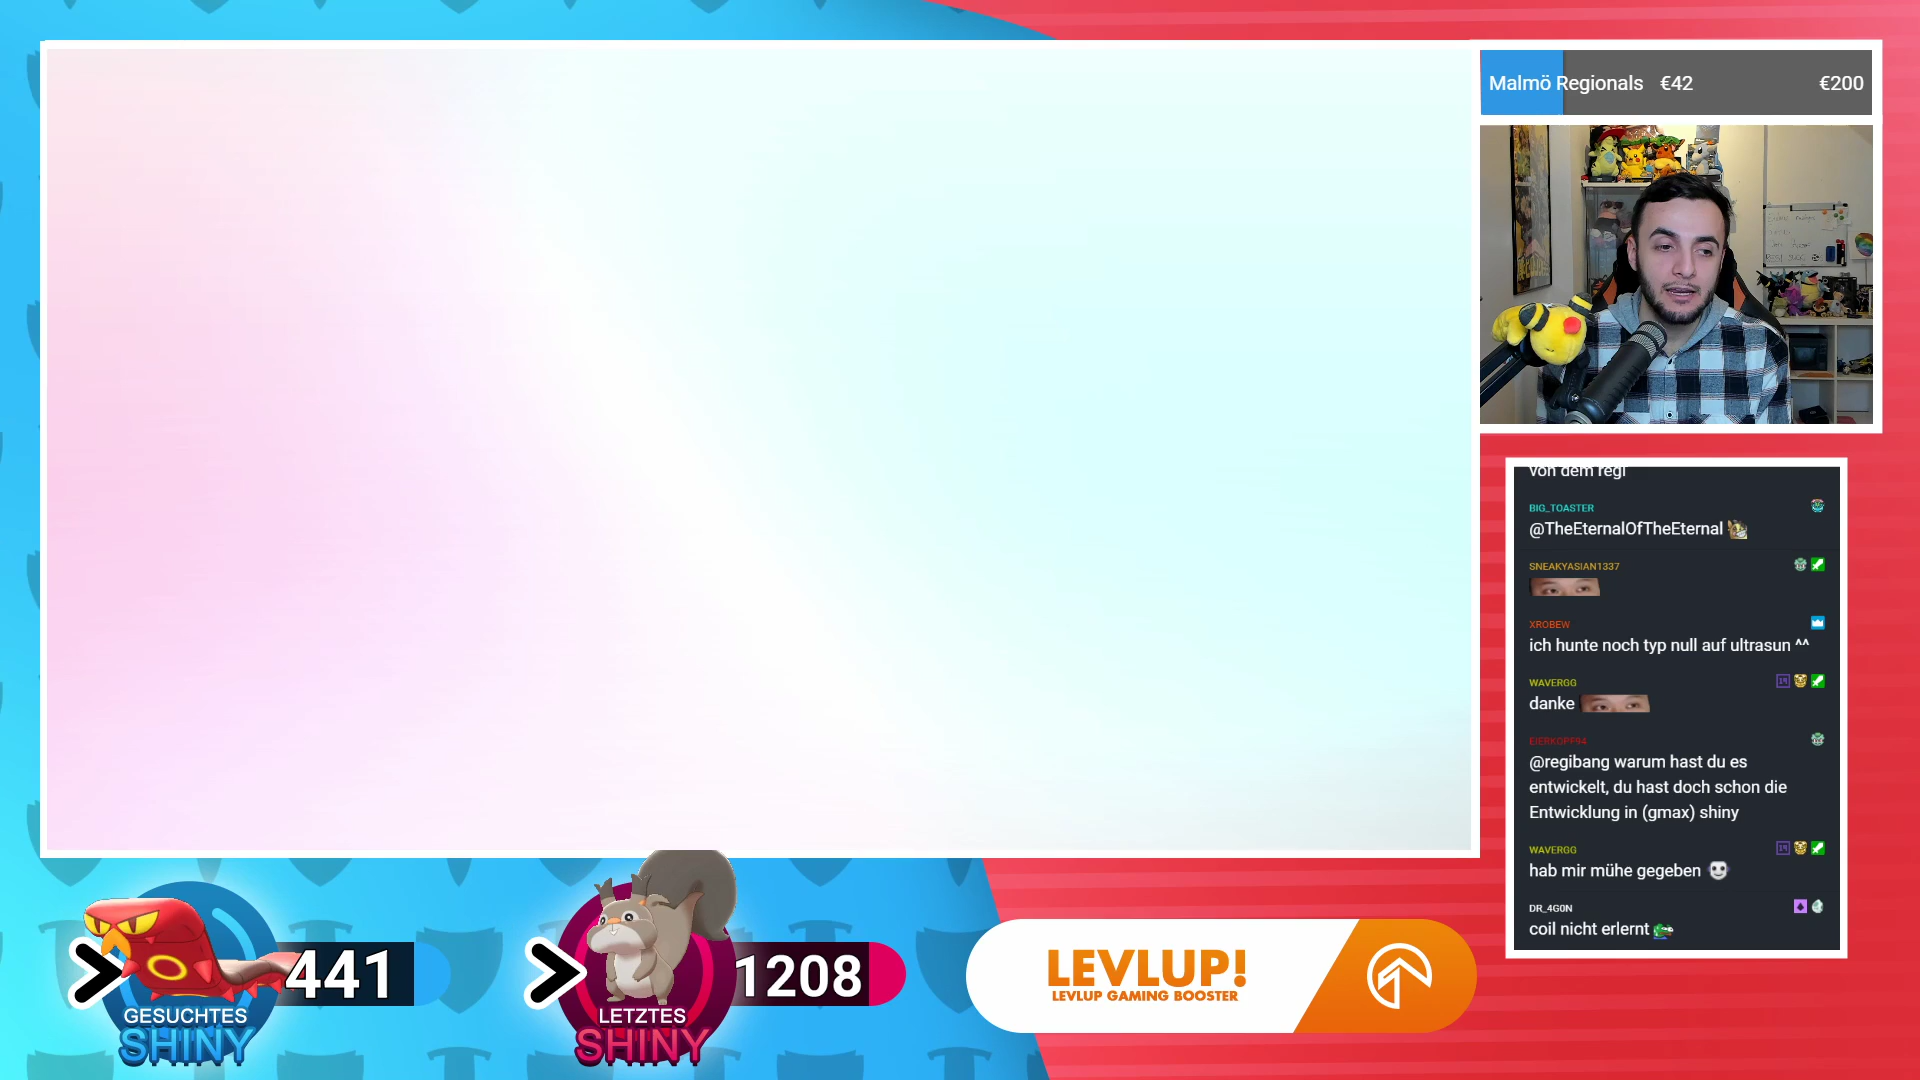 Malmö Regionals €42 €200
von dem regi
BIG_TOASTER
@TheEternalOfTheEternal
SNEAKYASIAN1337
XROBEW
ich hunte noch typ null auf ultrasun ^^
WAVERGG
danke
EIERKOPF94
@regibang warum hast du es
entwickelt, du hast doch schon die
Entwicklung in (gmax) shiny
WAVERGG
hab mir mühe gegeben
DR_4G0N
coil nicht erlernt
441
GESUCHTES
SHINY
1208
LETZTES
SHINY
LEVLUP!
LEVLUP GAMING BOOSTER